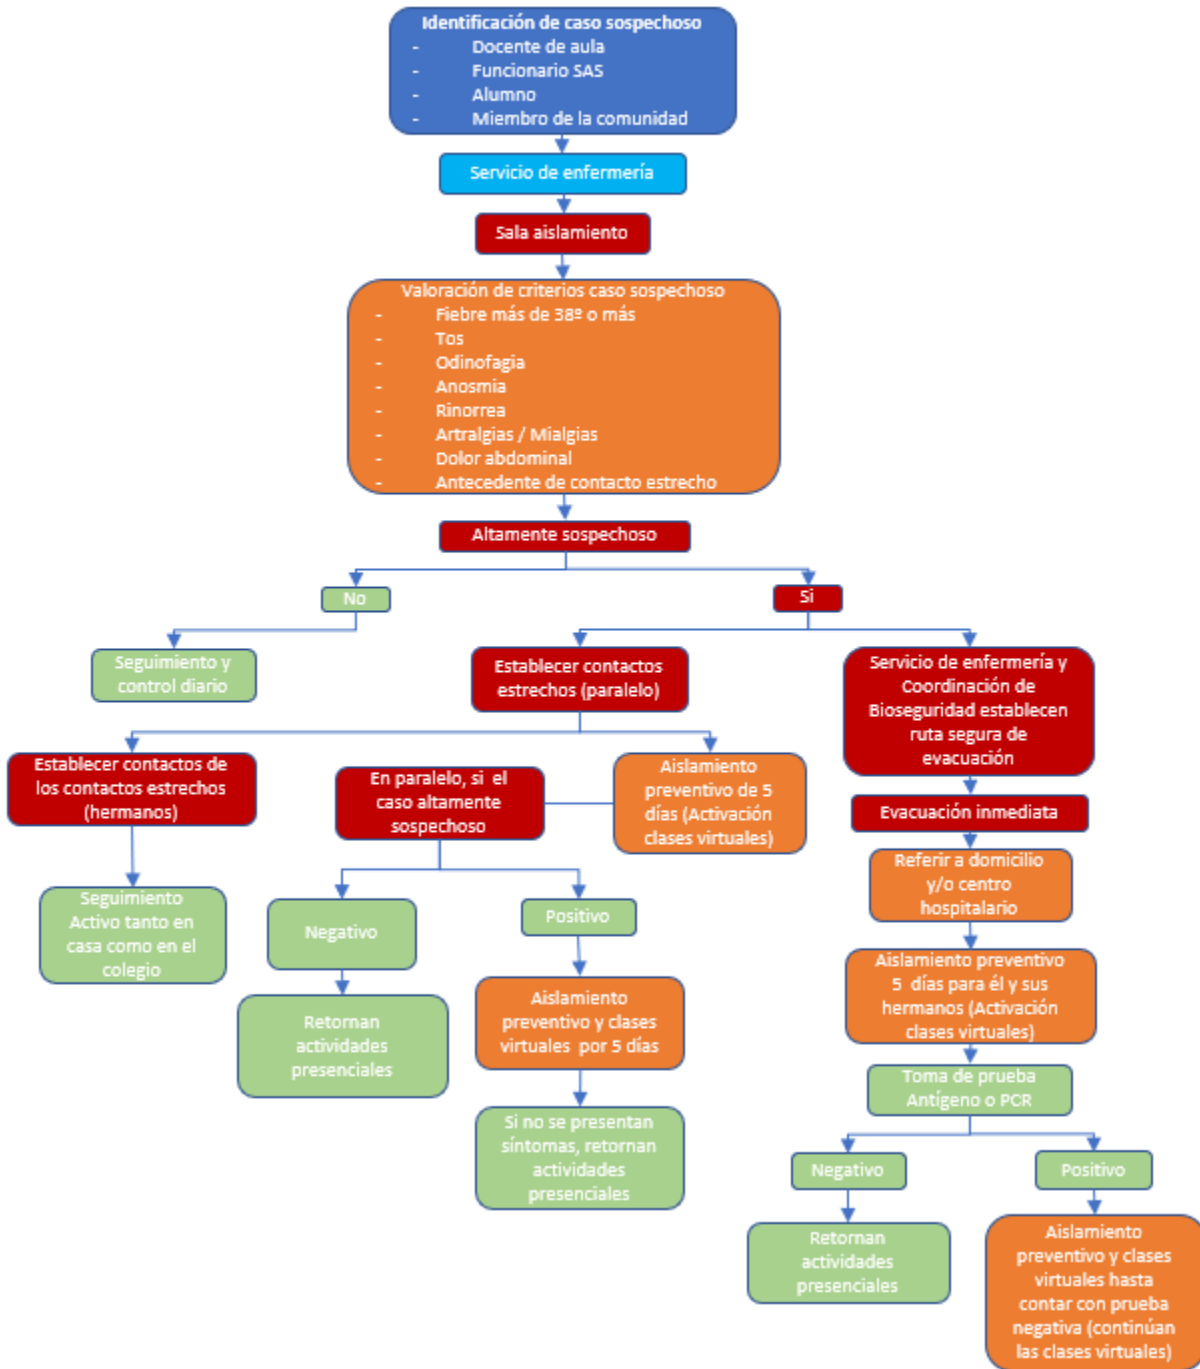 Identificación de caso sospechoso
- Docente de aula
- Funcionario SAS
- Alumno
- Miembro de la comunidad
Servicio de enfermería
Sala aislamiento
Valoración de criterios caso sospechoso
- Fiebre más de 38º o más
- Tos
- Odinofagia
- Anosmia
- Rinorrea
- Artralgias / Mialgias
- Dolor abdominal
- Antecedente de contacto estrecho
Altamente sospechoso
No
Si
Seguimiento y
control diario
Establecer contactos
estrechos (paralelo)
Servicio de enfermería y
Coordinación de
Bioseguridad establecen
ruta segura de
evacuación
Establecer contactos de
los contactos estrechos
(hermanos)
En paralelo, si el
caso altamente
sospechoso
Aislamiento
preventivo de 5
días (Activación
clases virtuales)
Evacuación inmediata
Seguimiento
Activo tanto en
casa como en el
colegio
Negativo
Positivo
Referir a domicilio
y/o centro
hospitalario
Retornan
actividades
presenciales
Aislamiento
preventivo y clases
virtuales por 5 días
Aislamiento preventivo
5 días para él y sus
hermanos (Activación
clases virtuales)
Si no se presentan
síntomas, retornan
actividades
presenciales
Toma de prueba
Antígeno o PCR
Negativo
Positivo
Retornan
actividades
presenciales
Aislamiento
preventivo y clases
virtuales hasta
contar con prueba
negativa (continúan
las clases virtuales)